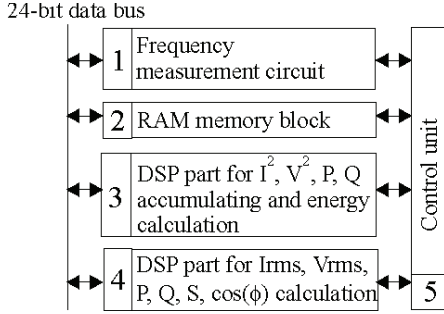 24-bit data bus
1
Frequency
measurement circuit
2
RAM memory block
3
DSP part for I², V², P, Q
accumulating and energy
calculation
4
DSP part for Irms, Vrms,
P, Q, S, cos(ϕ) calculation
Control unit
5